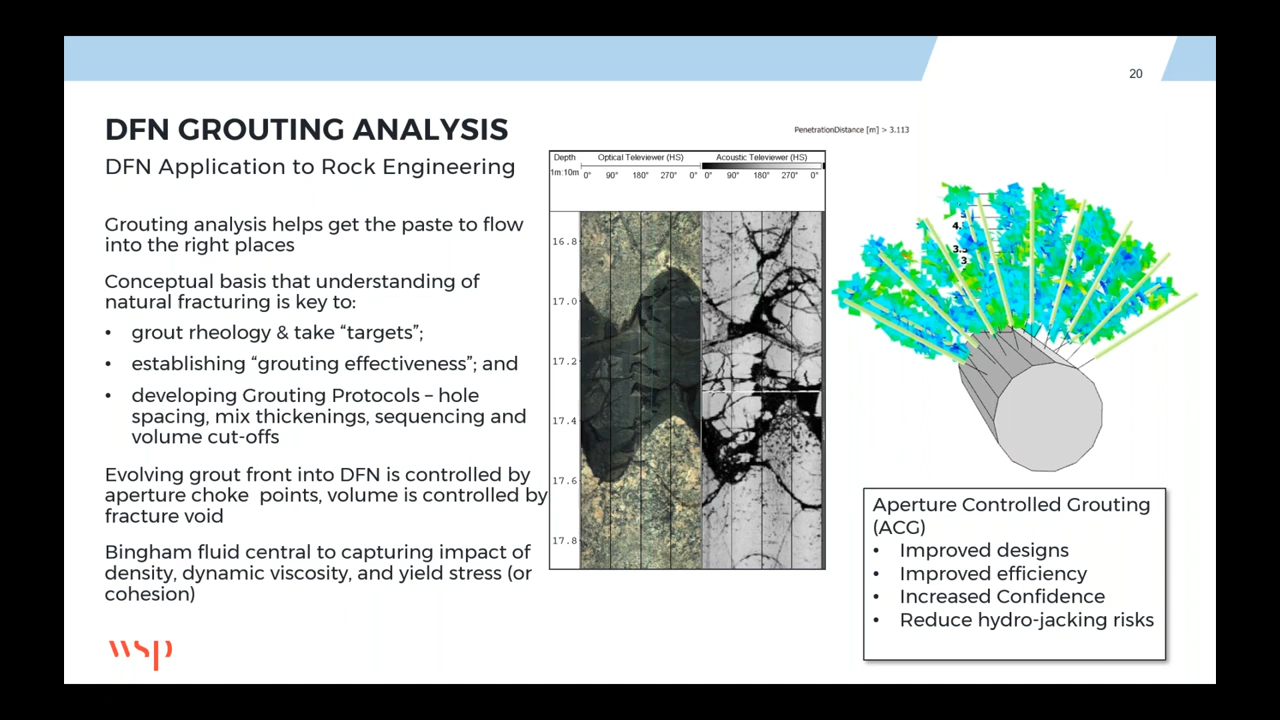 20
DFN GROUTING ANALYSIS
DFN Application to Rock Engineering
Grouting analysis helps get the paste to flow
into the right places
Conceptual basis that understanding of
natural fracturing is key to:
• grout rheology & take “targets”;
• establishing “grouting effectiveness”; and
• developing Grouting Protocols – hole
spacing, mix thickenings, sequencing and
volume cut-offs
Evolving grout front into DFN is controlled by
aperture choke points, volume is controlled by
fracture void
Bingham fluid central to capturing impact of
density, dynamic viscosity, and yield stress (or
cohesion)
wsp
Depth Optical Televiewer (HS) Acoustic Televiewer (HS)
1m:10m 0° 90° 180° 270° 0° 0° 90° 180° 270° 0°
16.8
17.0
17.2
17.4
17.6
17.8
PenetrationDistance [m] > 3.113
4.
3.
3
Aperture Controlled Grouting
(ACG)
• Improved designs
• Improved efficiency
• Increased Confidence
• Reduce hydro-jacking risks